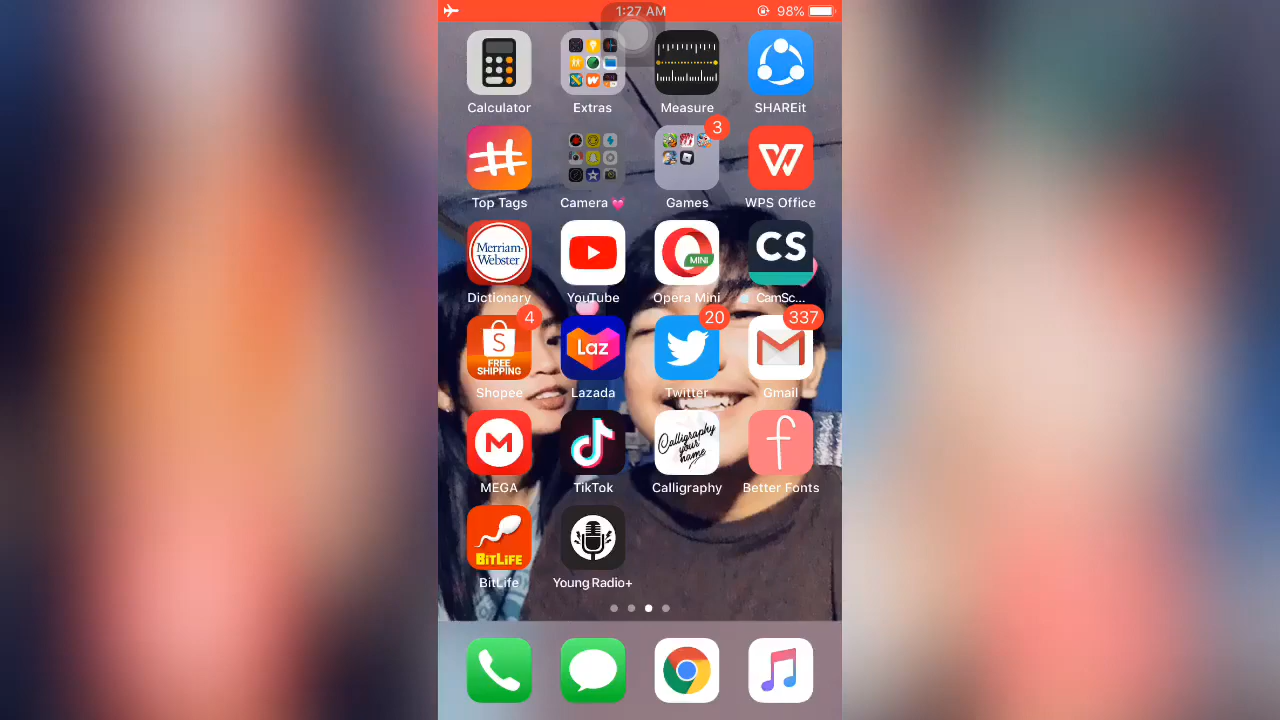 1:27 AM 98%
Calculator Extras Measure SHAREit
3
Top Tags Camera 💗 Games WPS Office
Merriam-
Webster
MINI
CS
Dictionary YouTube Opera Mini CamSc...
4 20 337
FREE
SHIPPING
Laz
Shopee Lazada Twitter Gmail
M
Calligraphy
your
name
f
MEGA TikTok Calligraphy Better Fonts
BITLIFE
BitLife Young Radio+